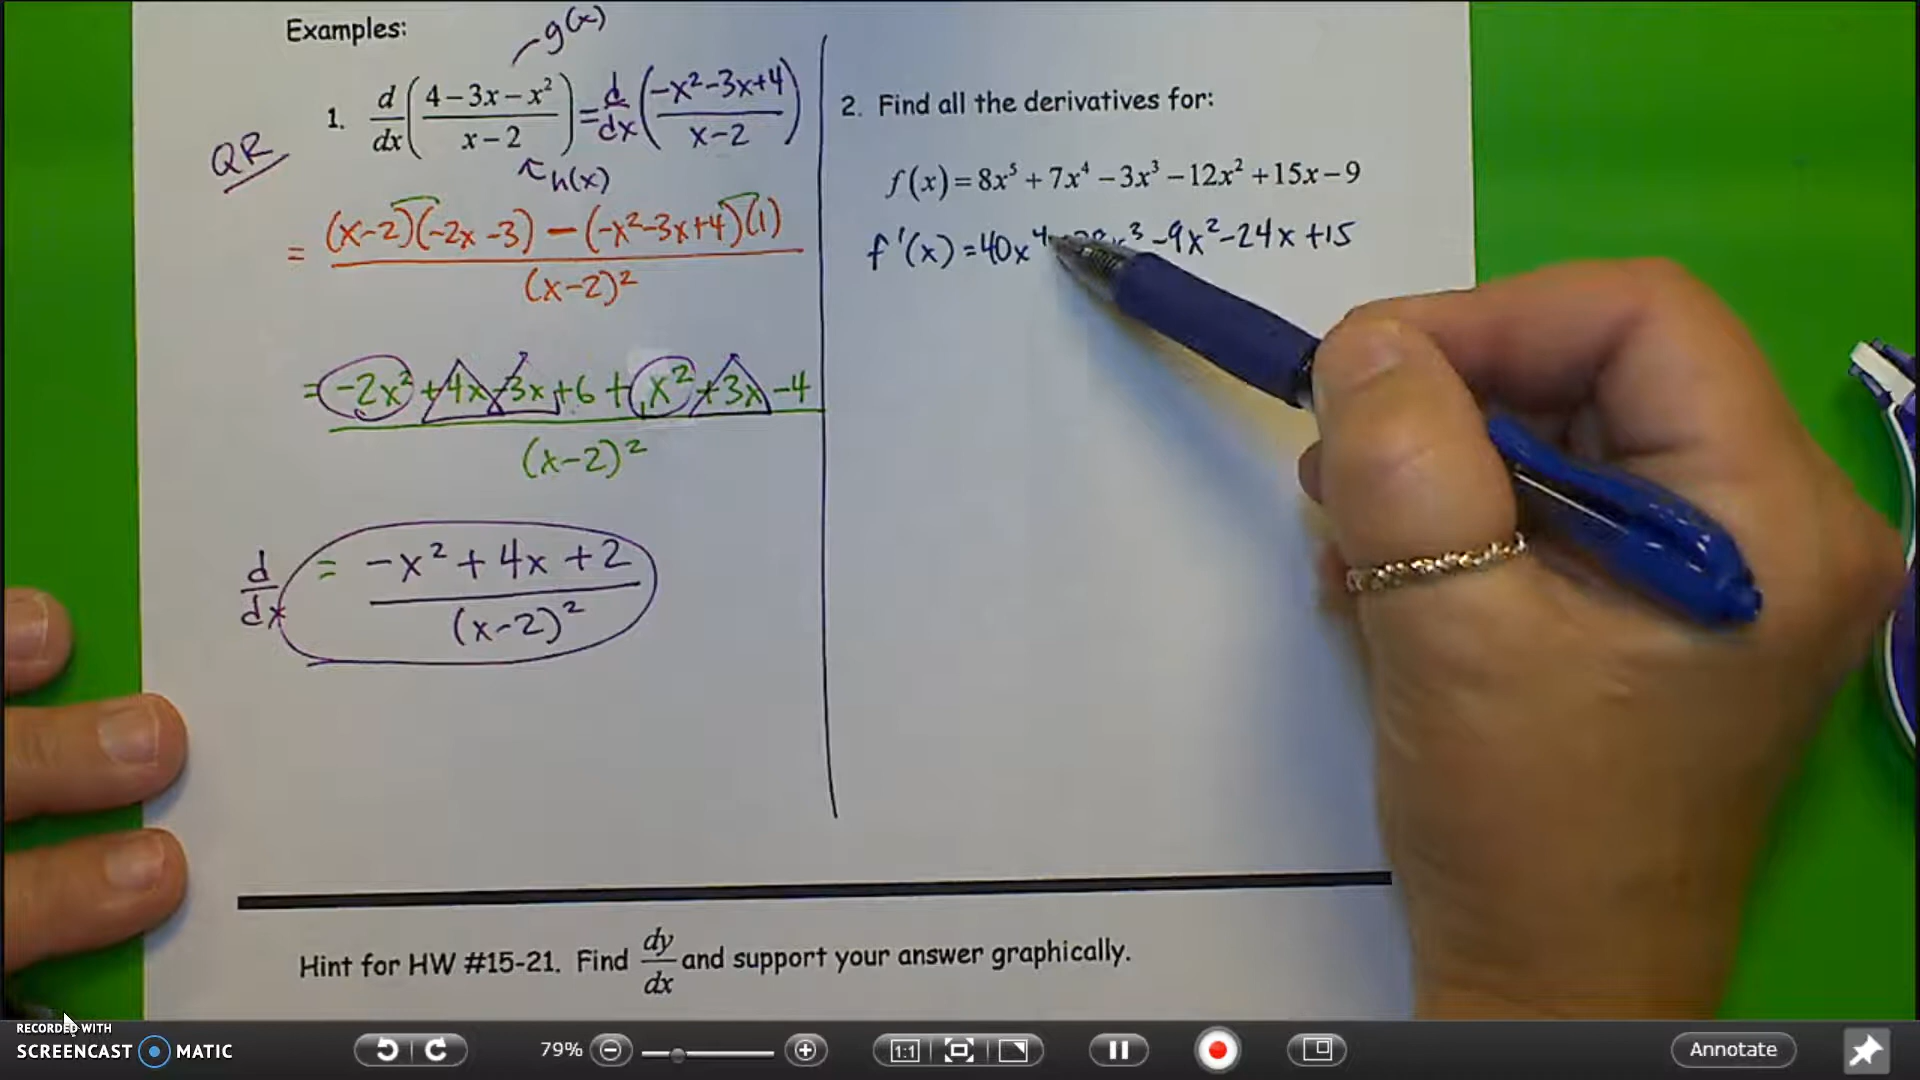 Examples:
g(x)
1. d/dx ( (4 – 3x – x²) / (x – 2) ) = d/dx ( (-x² - 3x + 4) / (x - 2) )
h(x)
QR
= ( (x-2)(-2x-3) - (-x²-3x+4)(1) ) / (x-2)²
= ( -2x² + 4x - 3x + 6 + x² + 3x - 4 ) / (x-2)²
d/dx = ( -x² + 4x + 2 ) / (x-2)²
2. Find all the derivatives for:
f(x) = 8x⁵ + 7x⁴ – 3x³ – 12x² + 15x – 9
f'(x) = 40x⁴ x³ - 9x² - 24x + 15
Hint for HW #15-21. Find dy/dx and support your answer graphically.
RECORDED WITH
SCREENCAST MATIC
79%
1:1
Annotate